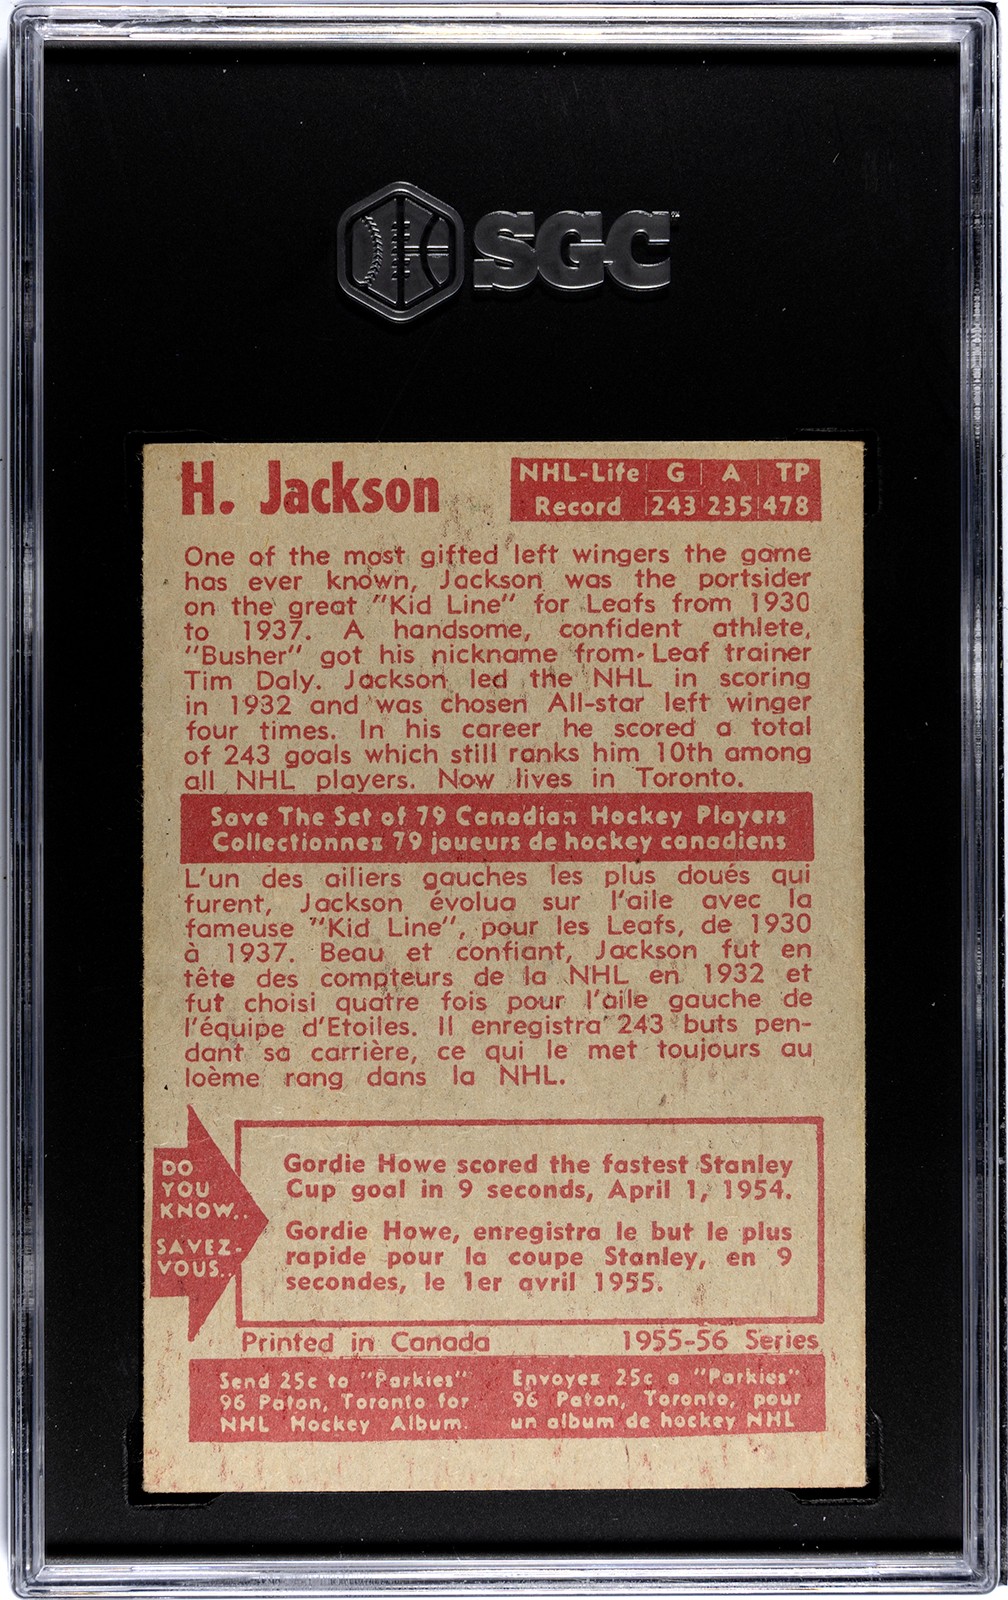 SGC™
H. Jackson
NHL-Life G A TP
Record 243 235 478
One of the most gifted left wingers the game
has ever known, Jackson was the portsider
on the great "Kid Line" for Leafs from 1930
to 1937. A handsome, confident athlete,
"Busher" got his nickname from Leaf trainer
Tim Daly. Jackson led the NHL in scoring
in 1932 and was chosen All-star left winger
four times. In his career he scored a total
of 243 goals which still ranks him 10th among
all NHL players. Now lives in Toronto.
Save The Set of 79 Canadian Hockey Players
Collectionnez 79 joueurs de hockey canadiens
L'un des ailiers gauches les plus doués qui
furent, Jackson évolua sur l'aile avec la
fameuse "Kid Line", pour les Leafs, de 1930
à 1937. Beau et confiant, Jackson fut en
tête des compteurs de la NHL en 1932 et
fut choisi quatre fois pour l'aile gauche de
l'équipe d'Etoiles. Il enregistra 243 buts pen-
dant sa carrière, ce qui le met toujours au
loème rang dans la NHL.
DO
YOU
KNOW..
SAVEZ-
VOUS..
Gordie Howe scored the fastest Stanley
Cup goal in 9 seconds, April 1, 1954.
Gordie Howe, enregistra le but le plus
rapide pour la coupe Stanley, en 9
secondes, le 1er avril 1955.
Printed in Canada 1955-56 Series
Send 25c to "Parkies"
96 Paton, Toronto for
NHL Hockey Album.
Envoyez 25c a "Parkies"
96 Paton, Toronto, pour
un album de hockey NHL